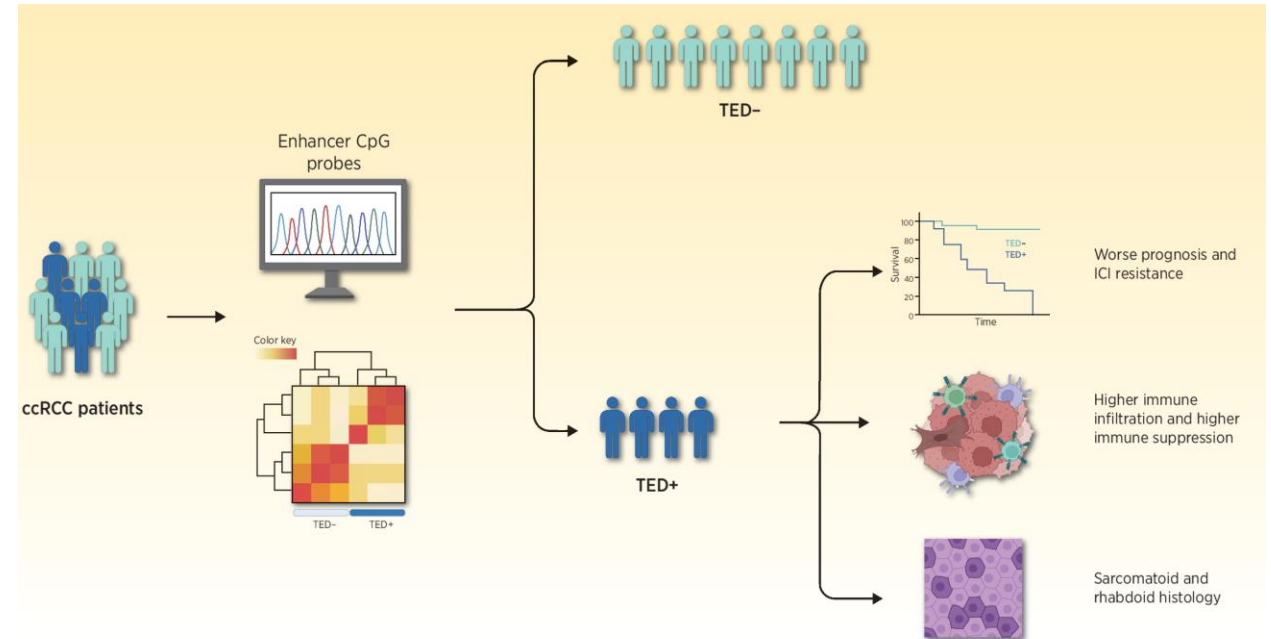 TED–
Enhancer CpG
probes
ccRCC patients
Color key
TED–
TED+
TED+
100
80
60
40
20
0
Survival
Time
TED–
TED+
Worse prognosis and
ICI resistance
Higher immune
infiltration and higher
immune suppression
Sarcomatoid and
rhabdoid histology